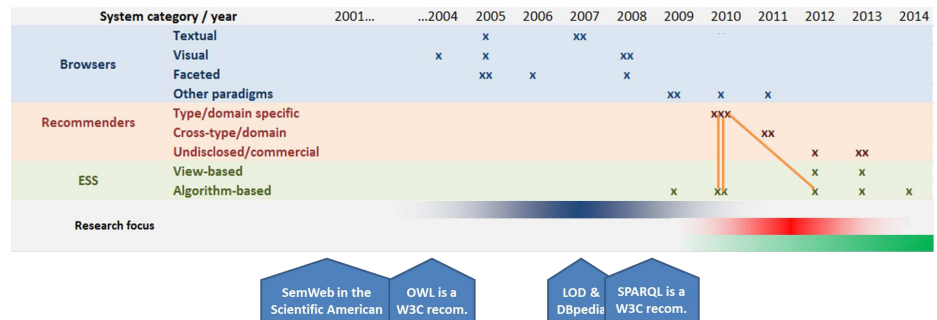 System category / year 2001... ...2004 2005 2006 2007 2008 2009 2010 2011 2012 2013 2014
Browsers
Textual x xx
Visual x x xx
Faceted xx x x
Other paradigms xx x x
Recommenders
Type/domain specific xxx
Cross-type/domain xx
Undisclosed/commercial x xx
ESS
View-based x x
Algorithm-based x xx x x x
Research focus
SemWeb in the
Scientific American
OWL is a
W3C recom.
LOD &
DBpedia
SPARQL is a
W3C recom.